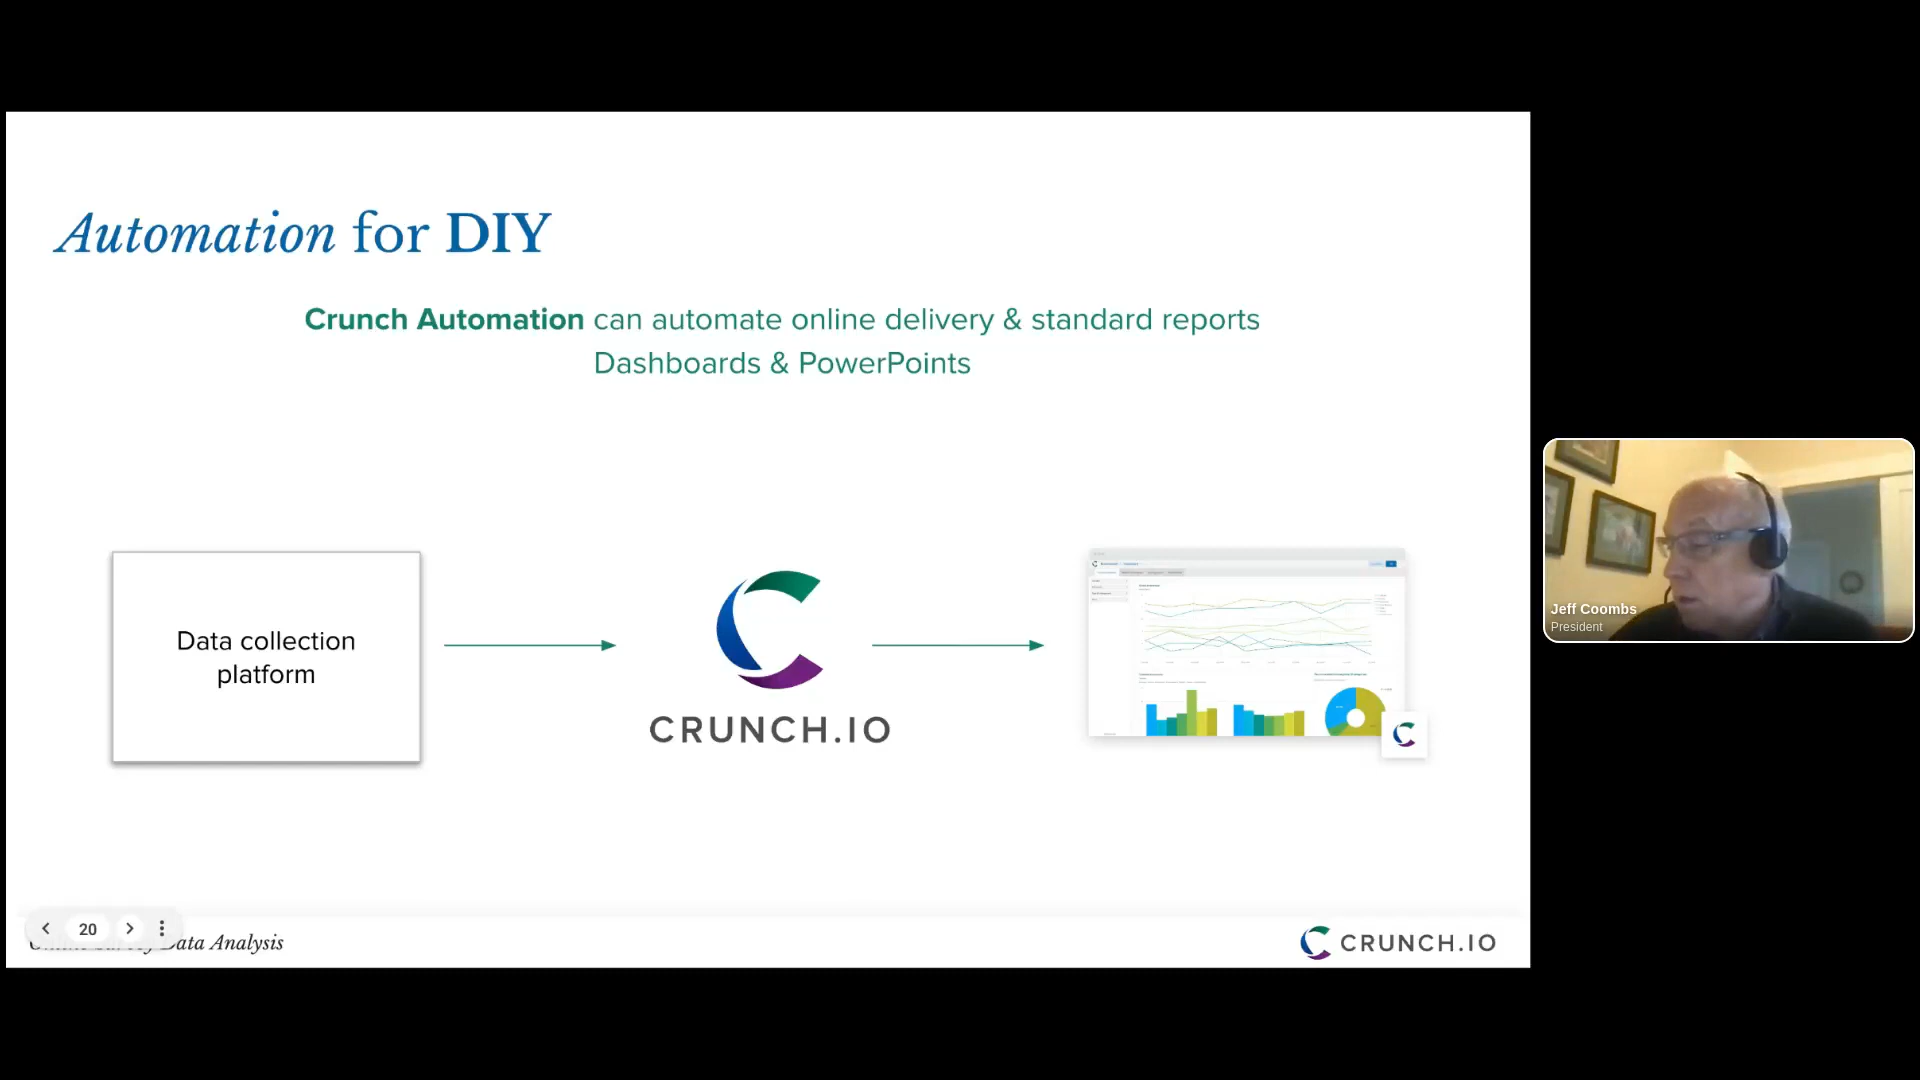 Automation for DIY
Crunch Automation can automate online delivery & standard reports
Dashboards & PowerPoints
Data collection
platform
CRUNCH.IO
Jeff Coombs
President
20
Data Analysis
CRUNCH.IO